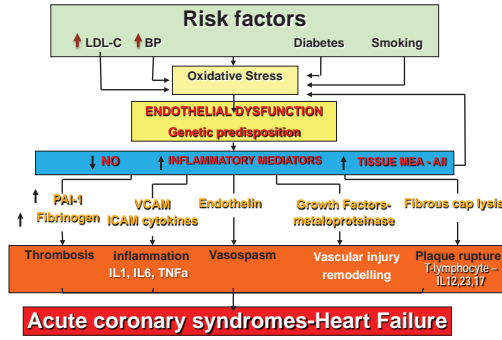 Risk factors
LDL-C BP Diabetes Smoking
Oxidative Stress
ENDOTHELIAL DYSFUNCTION
Genetic predisposition
NO INFLAMMATORY MEDIATORS TISSUE MEA - AII
PAI-1
Fibrinogen
VCAM
ICAM cytokines
Endothelin
Growth Factors-
metaloproteinase
Fibrous cap lysis
Thrombosis
inflammation
IL1, IL6, TNFa
Vasospasm
Vascular injury
remodelling
Plaque rupture
T-lymphocyte –
IL12,23,17
Acute coronary syndromes-Heart Failure